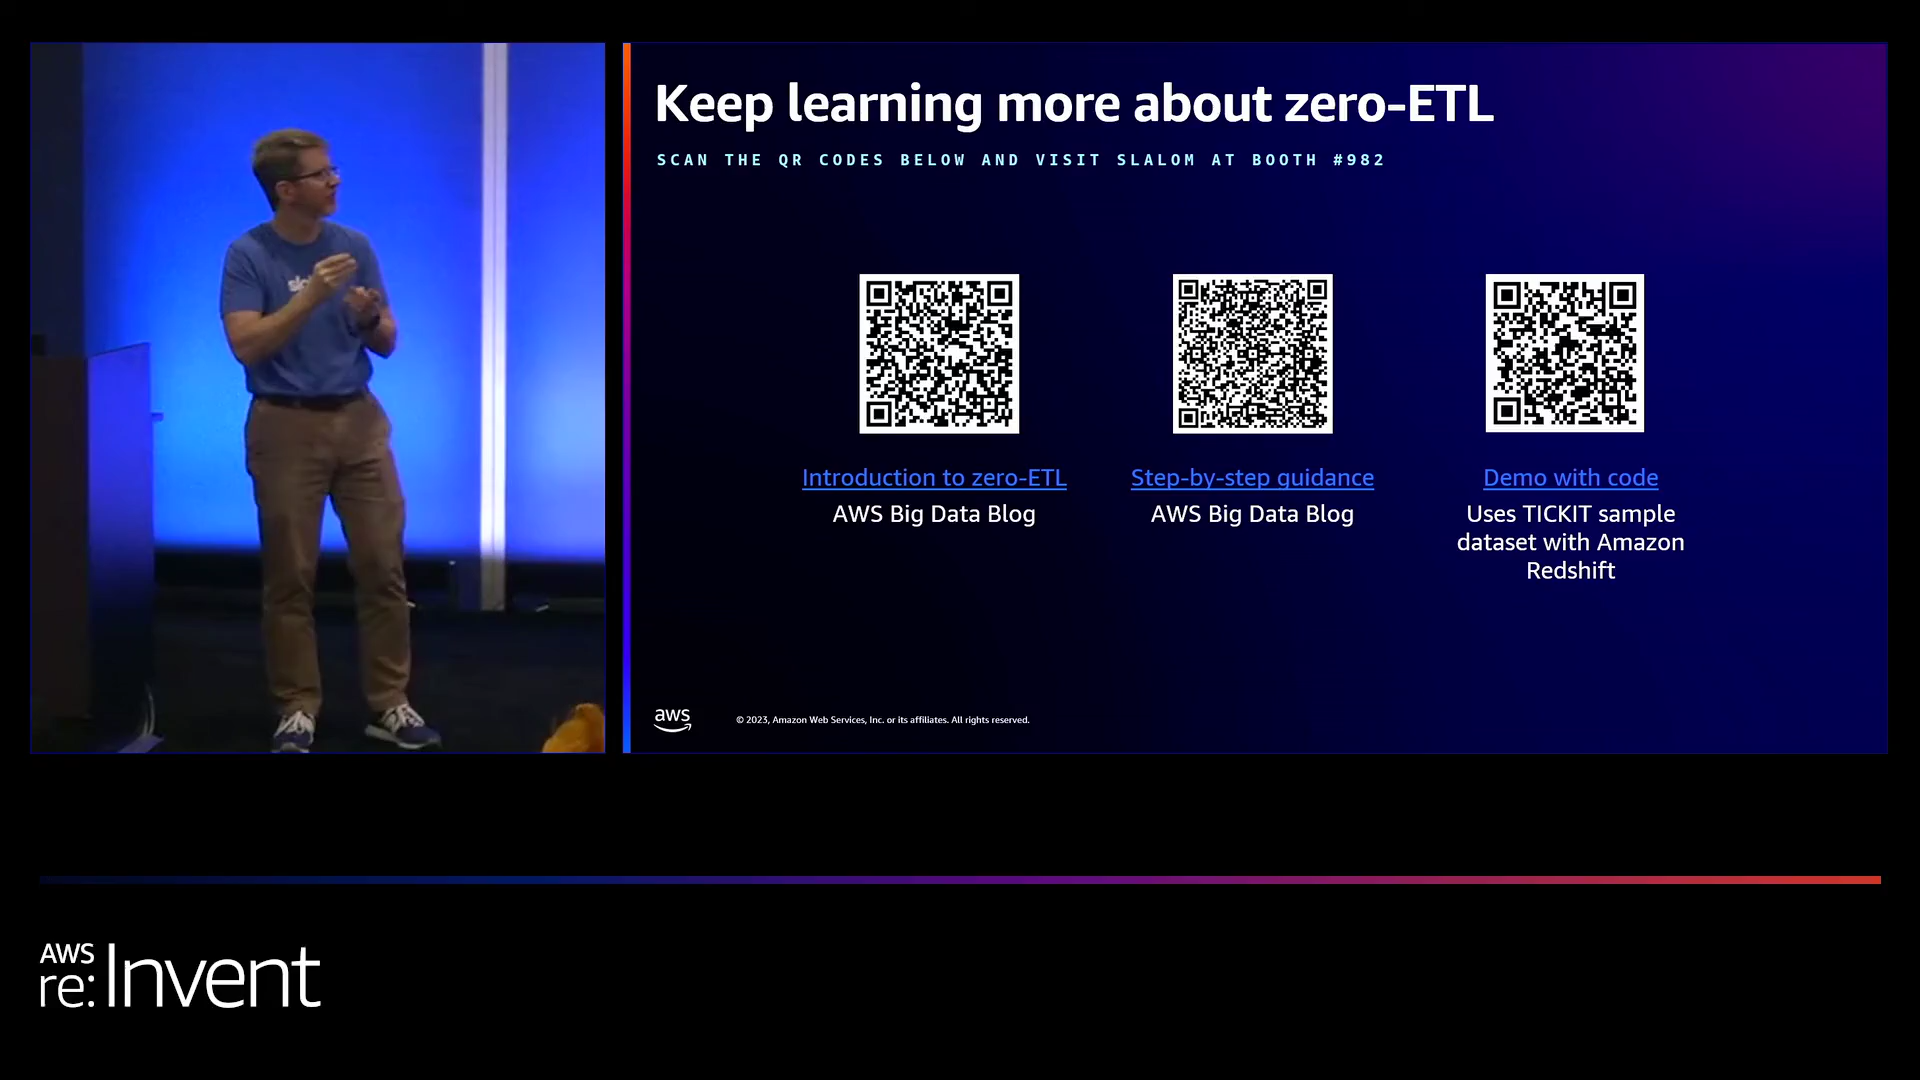 Keep learning more about zero-ETL
SCAN THE QR CODES BELOW AND VISIT SLALOM AT BOOTH #982
Introduction to zero-ETL
AWS Big Data Blog
Step-by-step guidance
AWS Big Data Blog
Demo with code
Uses TICKIT sample
dataset with Amazon
Redshift
aws
© 2023, Amazon Web Services, Inc. or its affiliates. All rights reserved.
AWS
re:Invent